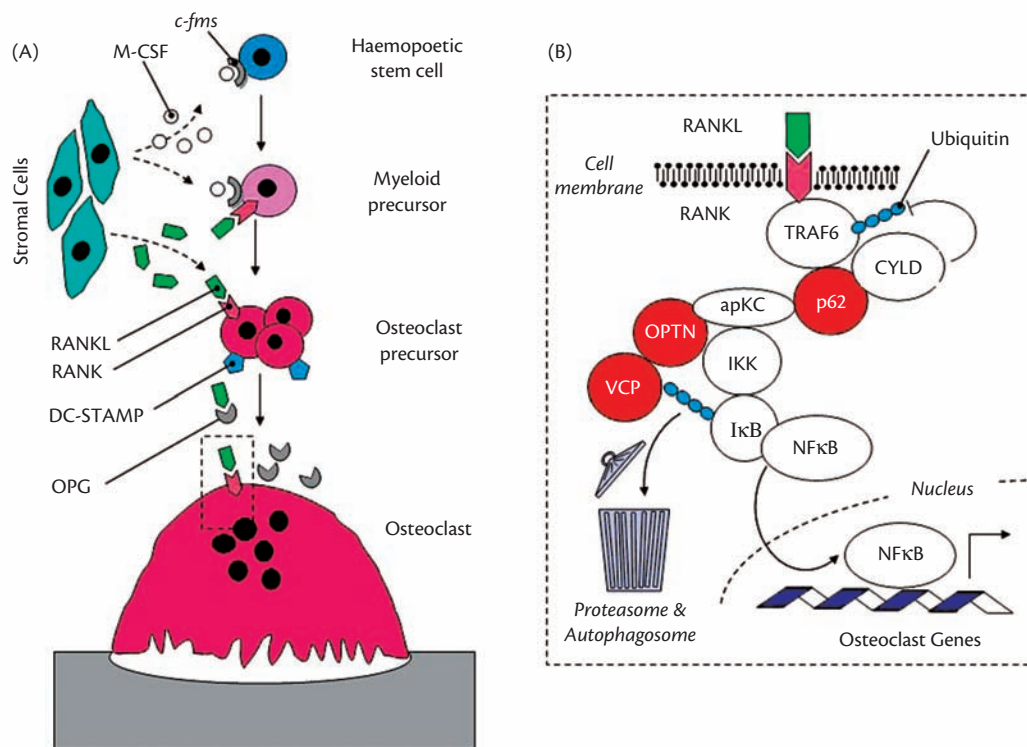 (A)
c-fms
M-CSF
Haemopoetic
stem cell
Stromal Cells
Myeloid
precursor
RANKL
RANK
Osteoclast
precursor
DC-STAMP
OPG
Osteoclast
(B)
RANKL
Ubiquitin
Cell
membrane
RANK
TRAF6
CYLD
apKC
p62
OPTN
IKK
VCP
IκB
NFκB
Nucleus
NFκB
Proteasome &
Autophagosome
Osteoclast Genes